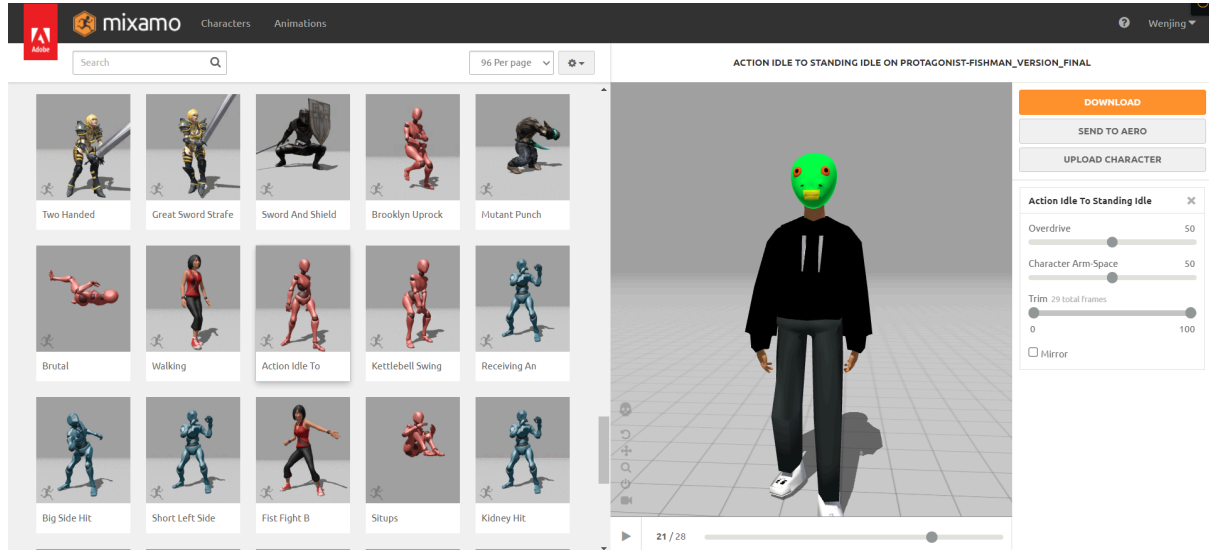 Adobe
mixamo
Characters
Animations
Wenjing
Search
96 Per page
ACTION IDLE TO STANDING IDLE ON PROTAGONIST-FISHMAN_VERSION_FINAL
Two Handed
Great Sword Strafe
Sword And Shield
Brooklyn Uprock
Mutant Punch
Brutal
Walking
Action Idle To
Kettlebell Swing
Receiving An
Big Side Hit
Short Left Side
Fist Fight B
Situps
Kidney Hit
21 / 28
DOWNLOAD
SEND TO AERO
UPLOAD CHARACTER
Action Idle To Standing Idle
Overdrive 50
Character Arm-Space 50
Trim 29 total frames
0 100
Mirror